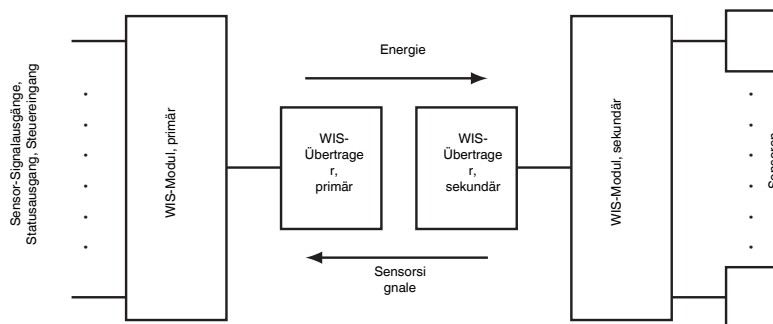 Energie
Sensor-Signalausgänge,
Statusausgang, Steuereingang
WIS-Modul, primär
WIS-
Übertrage
r,
primär
WIS-
Übertrage
r,
sekundär
WIS-Modul, sekundär
Sensoren
Sensorsi
gnale